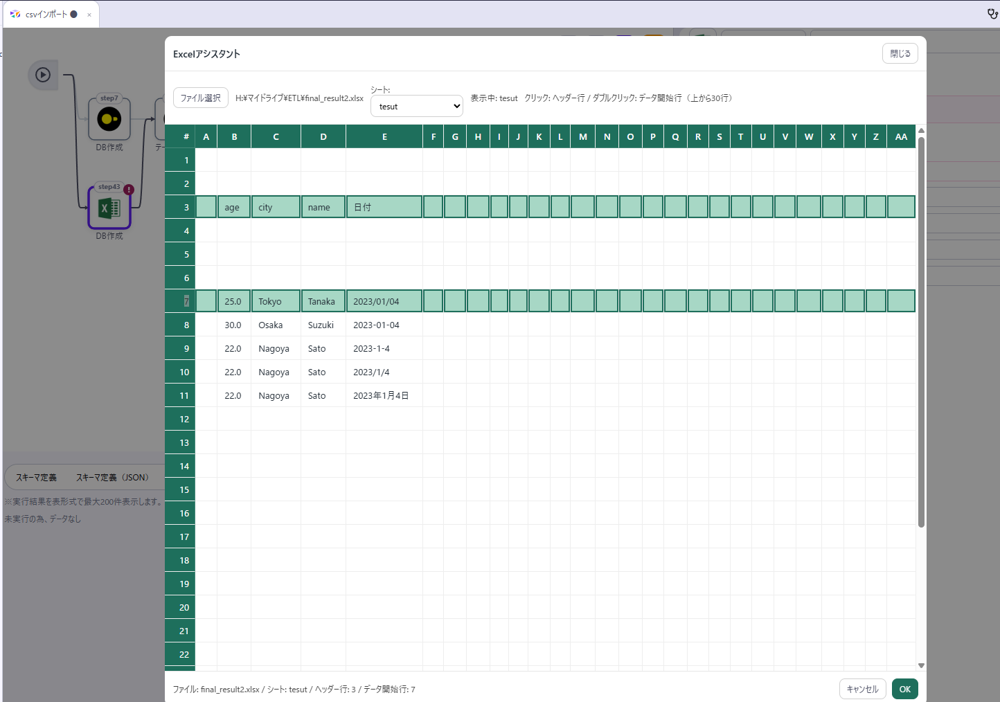 csvインポート ● ×
Excelアシスタント
閉じる
ファイル選択
H:¥マイドライブ¥ETL¥final_result2.xlsx
シート:
tesut
表示中: tesut クリック: ヘッダー行 / ダブルクリック: データ開始行（上から30行）
step7
DB作成
テー
step43
!
DB作成
# A B C D E F G H I J K L M N O P Q R S T U V W X Y Z AA
1
2
3 age city name 日付
4
5
6
7 25.0 Tokyo Tanaka 2023/01/04
8 30.0 Osaka Suzuki 2023-01-04
9 22.0 Nagoya Sato 2023-1-4
10 22.0 Nagoya Sato 2023/1/4
11 22.0 Nagoya Sato 2023年1月4日
12
13
14
15
16
17
18
19
20
21
22
スキーマ定義 スキーマ定義（JSON）
※実行結果を表形式で最大200件表示します。
未実行の為、データなし
ファイル: final_result2.xlsx / シート: tesut / ヘッダー行: 3 / データ開始行: 7
キャンセル
OK